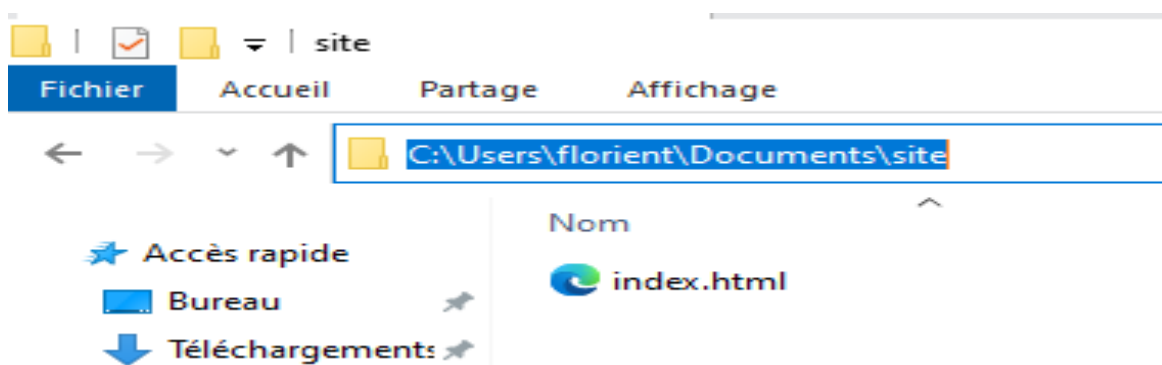 site
Fichier Accueil Partage Affichage
C:\Users\florient\Documents\site
Nom
Accès rapide
index.html
Bureau
Téléchargements